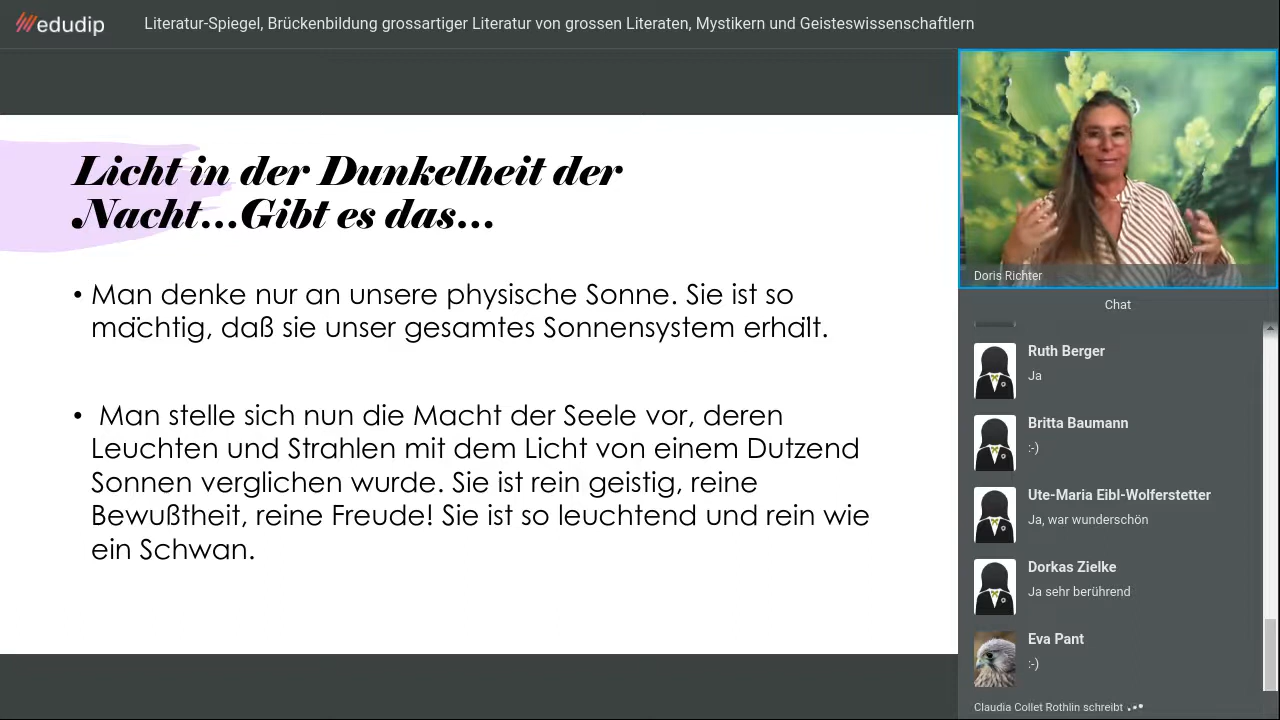 edudip
Literatur-Spiegel, Brückenbildung grossartiger Literatur von grossen Literaten, Mystikern und Geisteswissenschaftlern
Licht in der Dunkelheit der
Nacht...Gibt es das...
• Man denke nur an unsere physische Sonne. Sie ist so
mächtig, daß sie unser gesamtes Sonnensystem erhält.
• Man stelle sich nun die Macht der Seele vor, deren
Leuchten und Strahlen mit dem Licht von einem Dutzend
Sonnen verglichen wurde. Sie ist rein geistig, reine
Bewußtheit, reine Freude! Sie ist so leuchtend und rein wie
ein Schwan.
Doris Richter
Chat
Ruth Berger
Ja
Britta Baumann
:-)
Ute-Maria Eibl-Wolferstetter
Ja, war wunderschön
Dorkas Zielke
Ja sehr berührend
Eva Pant
:-)
Claudia Collet Rothlin schreibt